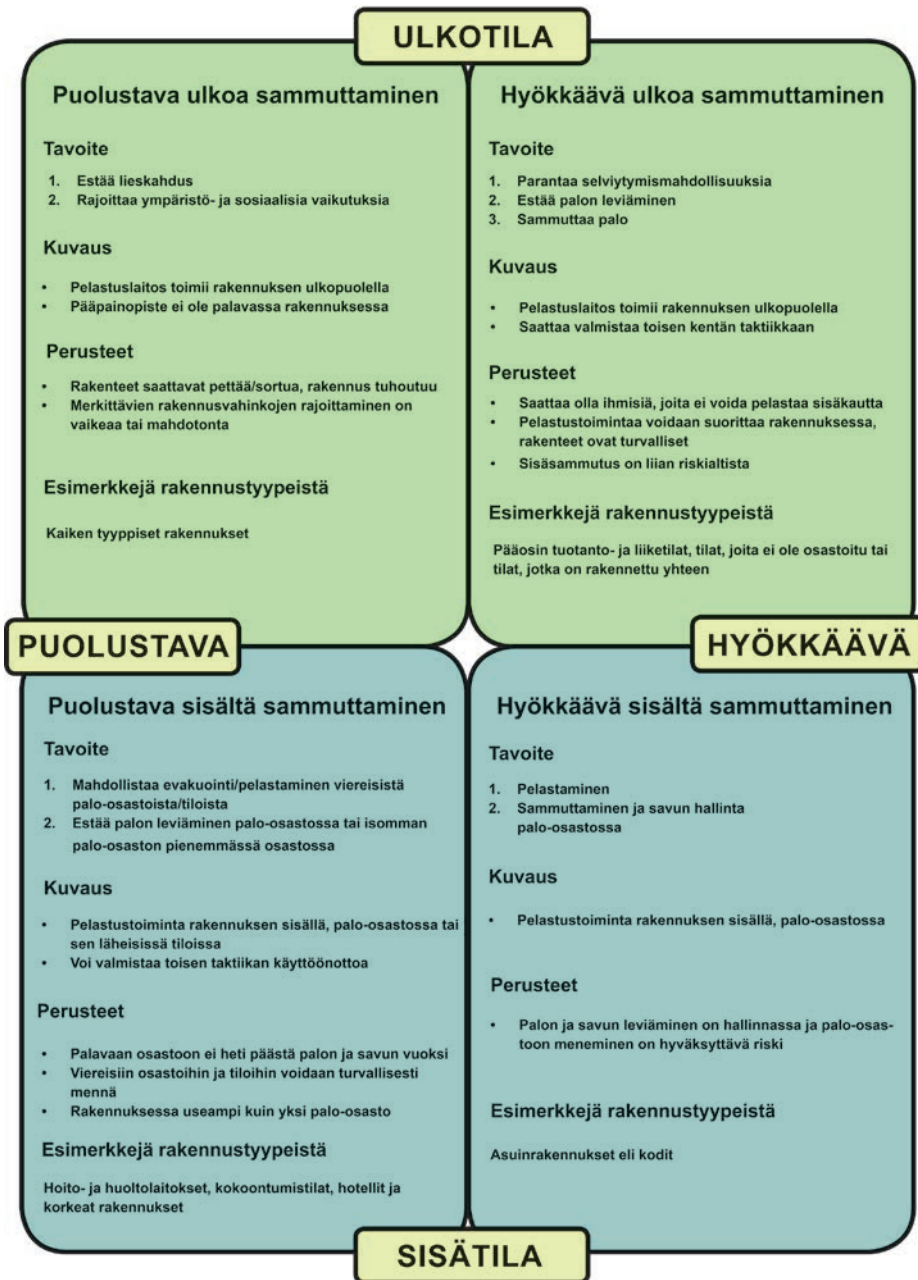 ULKOTILA
Puolustava ulkoa sammuttaminen
Tavoite
1. Estää lieskahdus
2. Rajoittaa ympäristö- ja sosiaalisia vaikutuksia
Kuvaus
• Pelastuslaitos toimii rakennuksen ulkopuolella
• Pääpainopiste ei ole palavassa rakennuksessa
Perusteet
• Rakenteet saattavat pettää/sortua, rakennus tuhoutuu
• Merkittävien rakennusvahinkojen rajoittaminen on
vaikeaa tai mahdotonta
Esimerkkejä rakennustyypeistä
Kaiken tyyppiset rakennukset
Hyökkäävä ulkoa sammuttaminen
Tavoite
1. Parantaa selviytymismahdollisuuksia
2. Estää palon leviäminen
3. Sammuttaa palo
Kuvaus
• Pelastuslaitos toimii rakennuksen ulkopuolella
• Saattaa valmistaa toisen kentän taktiikkaan
Perusteet
• Saattaa olla ihmisiä, joita ei voida pelastaa sisäkautta
• Pelastustoimintaa voidaan suorittaa rakennuksessa,
rakenteet ovat turvalliset
• Sisäsammutus on liian riskialtista
Esimerkkejä rakennustyypeistä
Pääosin tuotanto- ja liiketilat, tilat, joita ei ole osastoitu tai
tilat, jotka on rakennettu yhteen
PUOLUSTAVA
HYÖKKÄÄVÄ
Puolustava sisältä sammuttaminen
Tavoite
1. Mahdollistaa evakuointi/pelastaminen viereisistä
palo-osastoista/tiloista
2. Estää palon leviäminen palo-osastossa tai isomman
palo-osaston pienemmässä osastossa
Kuvaus
• Pelastustoiminta rakennuksen sisällä, palo-osastossa tai
sen läheisissä tiloissa
• Voi valmistaa toisen taktiikan käyttöönottoa
Perusteet
• Palavaan osastoon ei heti päästä palon ja savun vuoksi
• Viereisiin osastoihin ja tiloihin voidaan turvallisesti
mennä
• Rakennuksessa useampi kuin yksi palo-osasto
Esimerkkejä rakennustyypeistä
Hoito- ja huoltolaitokset, kokoontumistilat, hotellit ja
korkeat rakennukset
Hyökkäävä sisältä sammuttaminen
Tavoite
1. Pelastaminen
2. Sammuttaminen ja savun hallinta
palo-osastossa
Kuvaus
• Pelastustoiminta rakennuksen sisällä, palo-osastossa
Perusteet
• Palon ja savun leviäminen on hallinnassa ja palo-osas-
toon meneminen on hyväksyttävä riski
Esimerkkejä rakennustyypeistä
Asuinrakennukset eli kodit
SISÄTILA